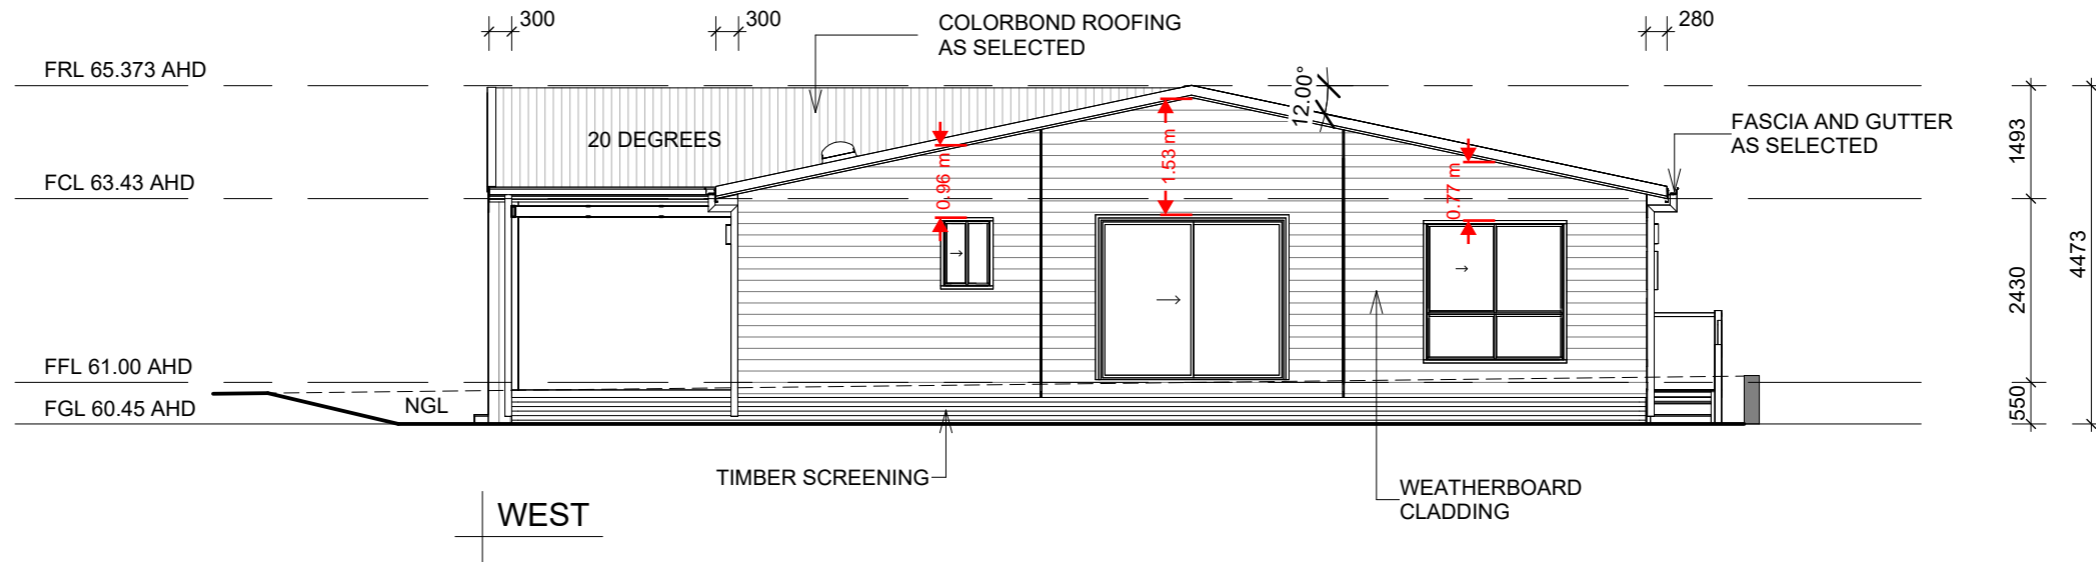 300
300
COLORBOND ROOFING
AS SELECTED
280
FRL 65.373 AHD
12.00°
20 DEGREES
FASCIA AND GUTTER
AS SELECTED
1493
0.96 m
1.53 m
0.77 m
FCL 63.43 AHD
4473
2430
FFL 61.00 AHD
FGL 60.45 AHD
NGL
550
TIMBER SCREENING
WEATHERBOARD
CLADDING
WEST